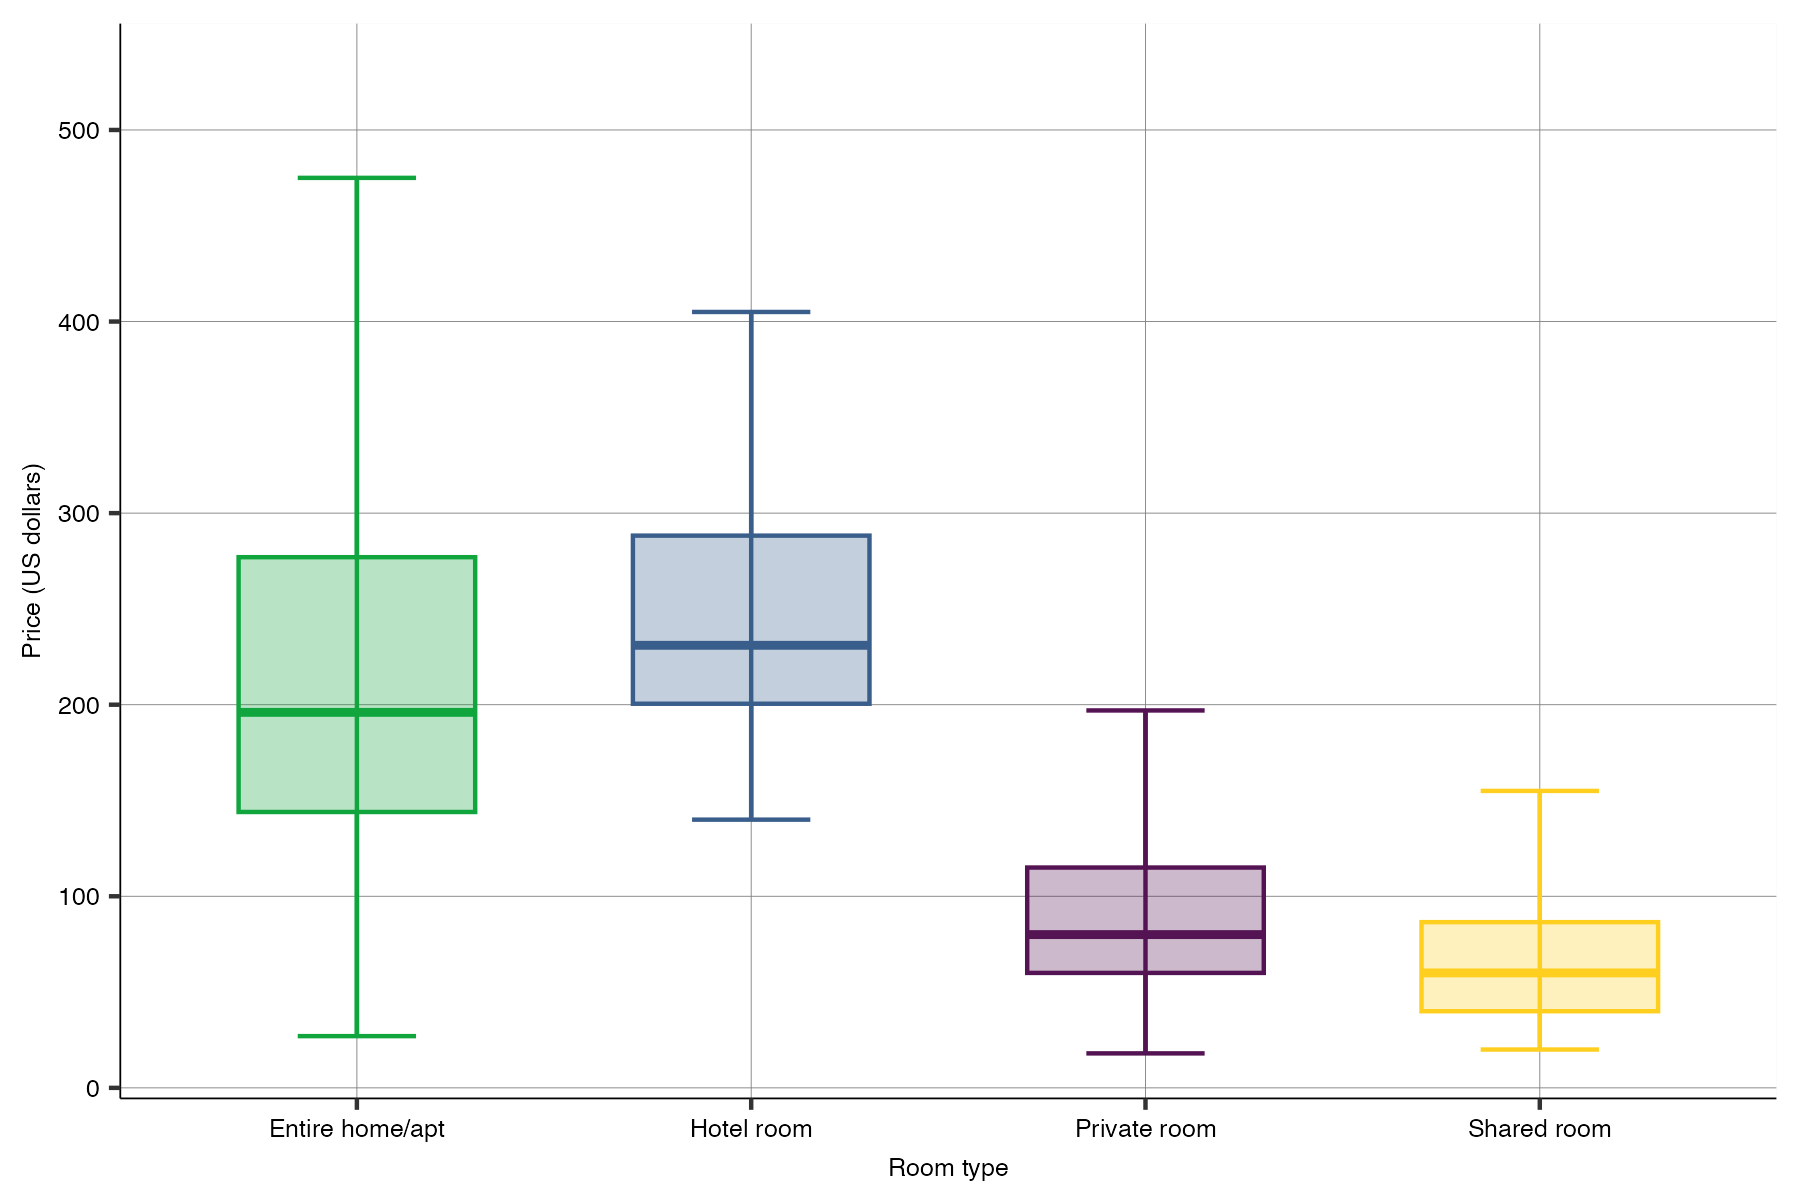 Price (US dollars)
500
400
300
200
100
0
Entire home/apt
Hotel room
Private room
Shared room
Room type